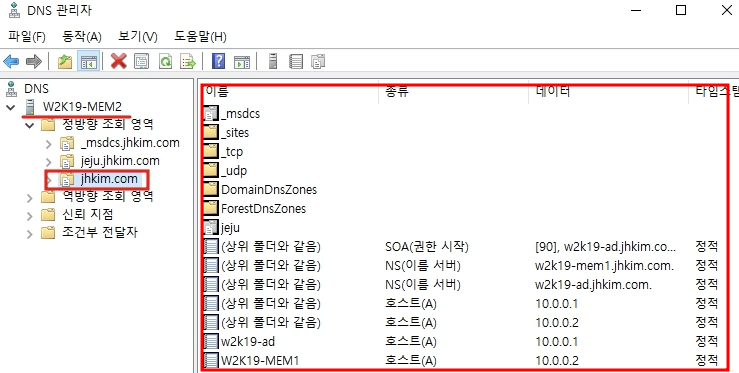 DNS 관리자
파일(F) 동작(A) 보기(V) 도움말(H)
DNS
W2K19-MEM2
정방향 조회 영역
_msdcs.jhkim.com
jeju.jhkim.com
jhkim.com
역방향 조회 영역
신뢰 지점
조건부 전달자
이름 종류 데이터 타임스탬
_msdcs
_sites
_tcp
_udp
DomainDnsZones
ForestDnsZones
jeju
(상위 폴더와 같음) SOA(권한 시작) [90], w2k19-ad.jhkim.co... 정적
(상위 폴더와 같음) NS(이름 서버) w2k19-mem1.jhkim.com. 정적
(상위 폴더와 같음) NS(이름 서버) w2k19-ad.jhkim.com. 정적
(상위 폴더와 같음) 호스트(A) 10.0.0.1 정적
(상위 폴더와 같음) 호스트(A) 10.0.0.2 정적
w2k19-ad 호스트(A) 10.0.0.1 정적
W2K19-MEM1 호스트(A) 10.0.0.2 정적